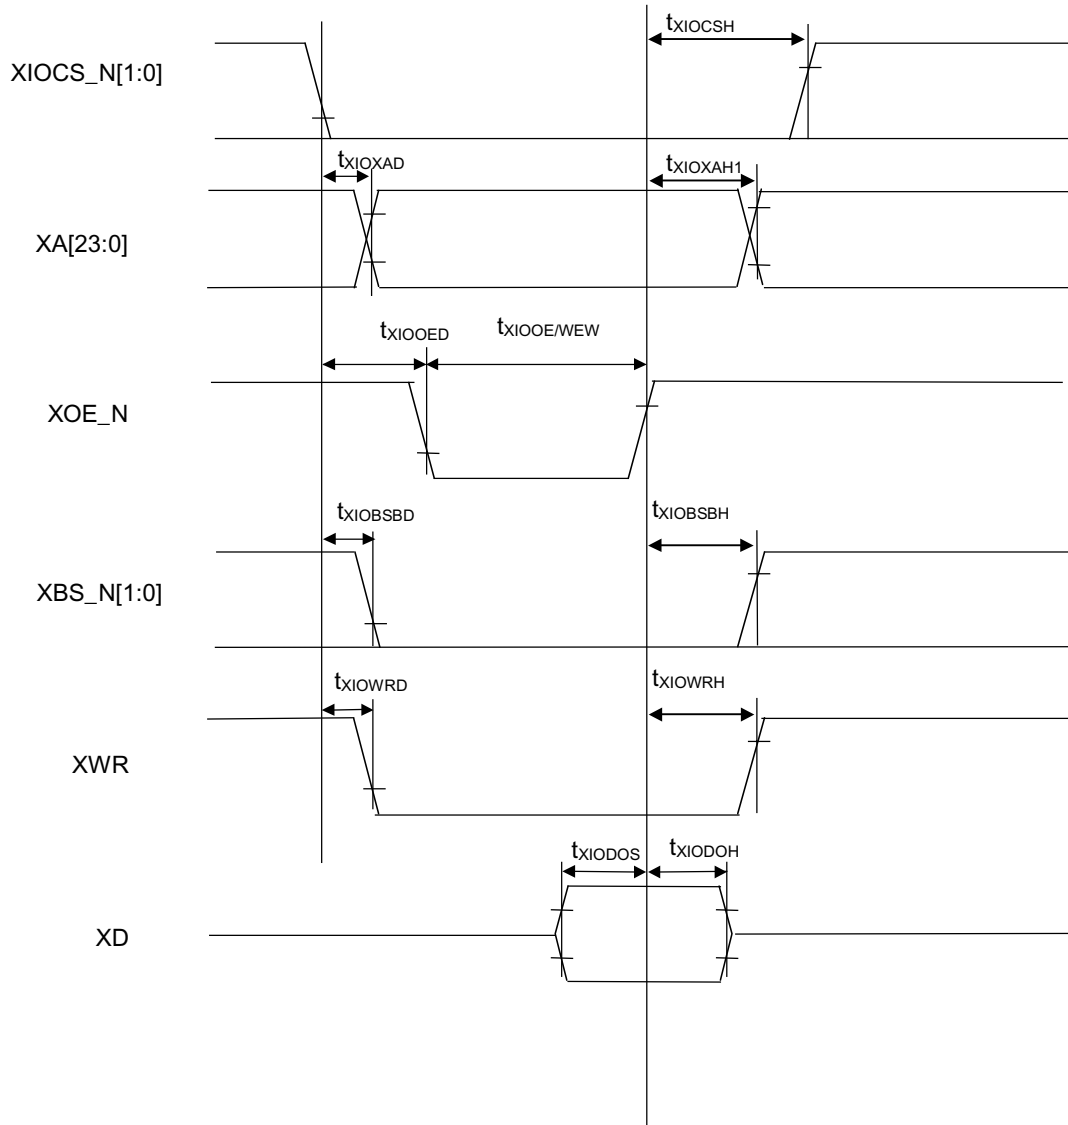 tXIOCSH
XIOCS_N[1:0]
tXIOXAD
tXIOXAH1
XA[23:0]
tXIOOED
tXIOOE/WEW
XOE_N
tXIOBSBD
tXIOBSBH
XBS_N[1:0]
tXIOWRD
tXIOWRH
XWR
tXIODOS
tXIODOH
XD